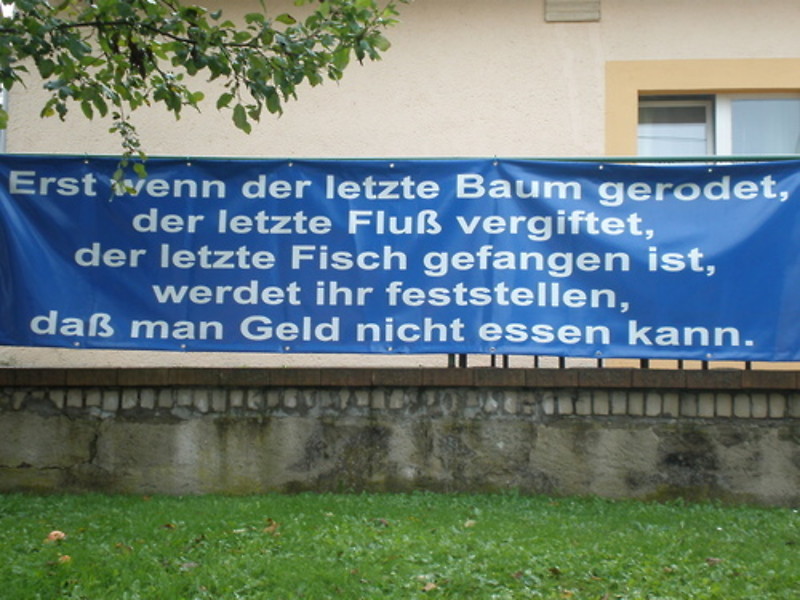 Erst wenn der letzte Baum gerodet,
der letzte Fluß vergiftet,
der letzte Fisch gefangen ist,
werdet ihr feststellen,
daß man Geld nicht essen kann.